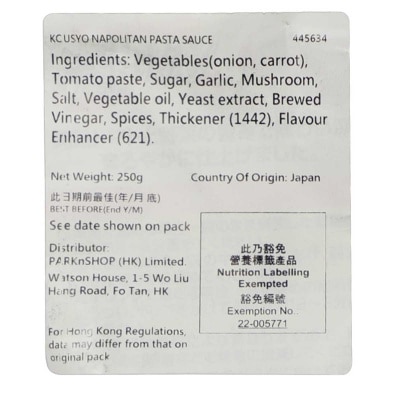 KC USYO NAPOLITAN PASTA SAUCE 445634
Ingredients: Vegetables(onion, carrot),
Tomato paste, Sugar, Garlic, Mushroom,
Salt, Vegetable oil, Yeast extract, Brewed
Vinegar, Spices, Thickener (1442), Flavour
Enhancer (621).
Net Weight: 250g Country Of Origin: Japan
此日期前最佳(年/月 底)
BEST BEFORE(End Y/M)
See date shown on pack
Distributor:
PARKnSHOP (HK) Limited.
Watson House, 1-5 Wo Liu
Hang Road, Fo Tan, HK
For Hong Kong Regulations,
data may differ from that on
original pack
此乃豁免
營養標籤產品
Nutrition Labelling
Exempted
豁免編號
Exemption No.
22-005771